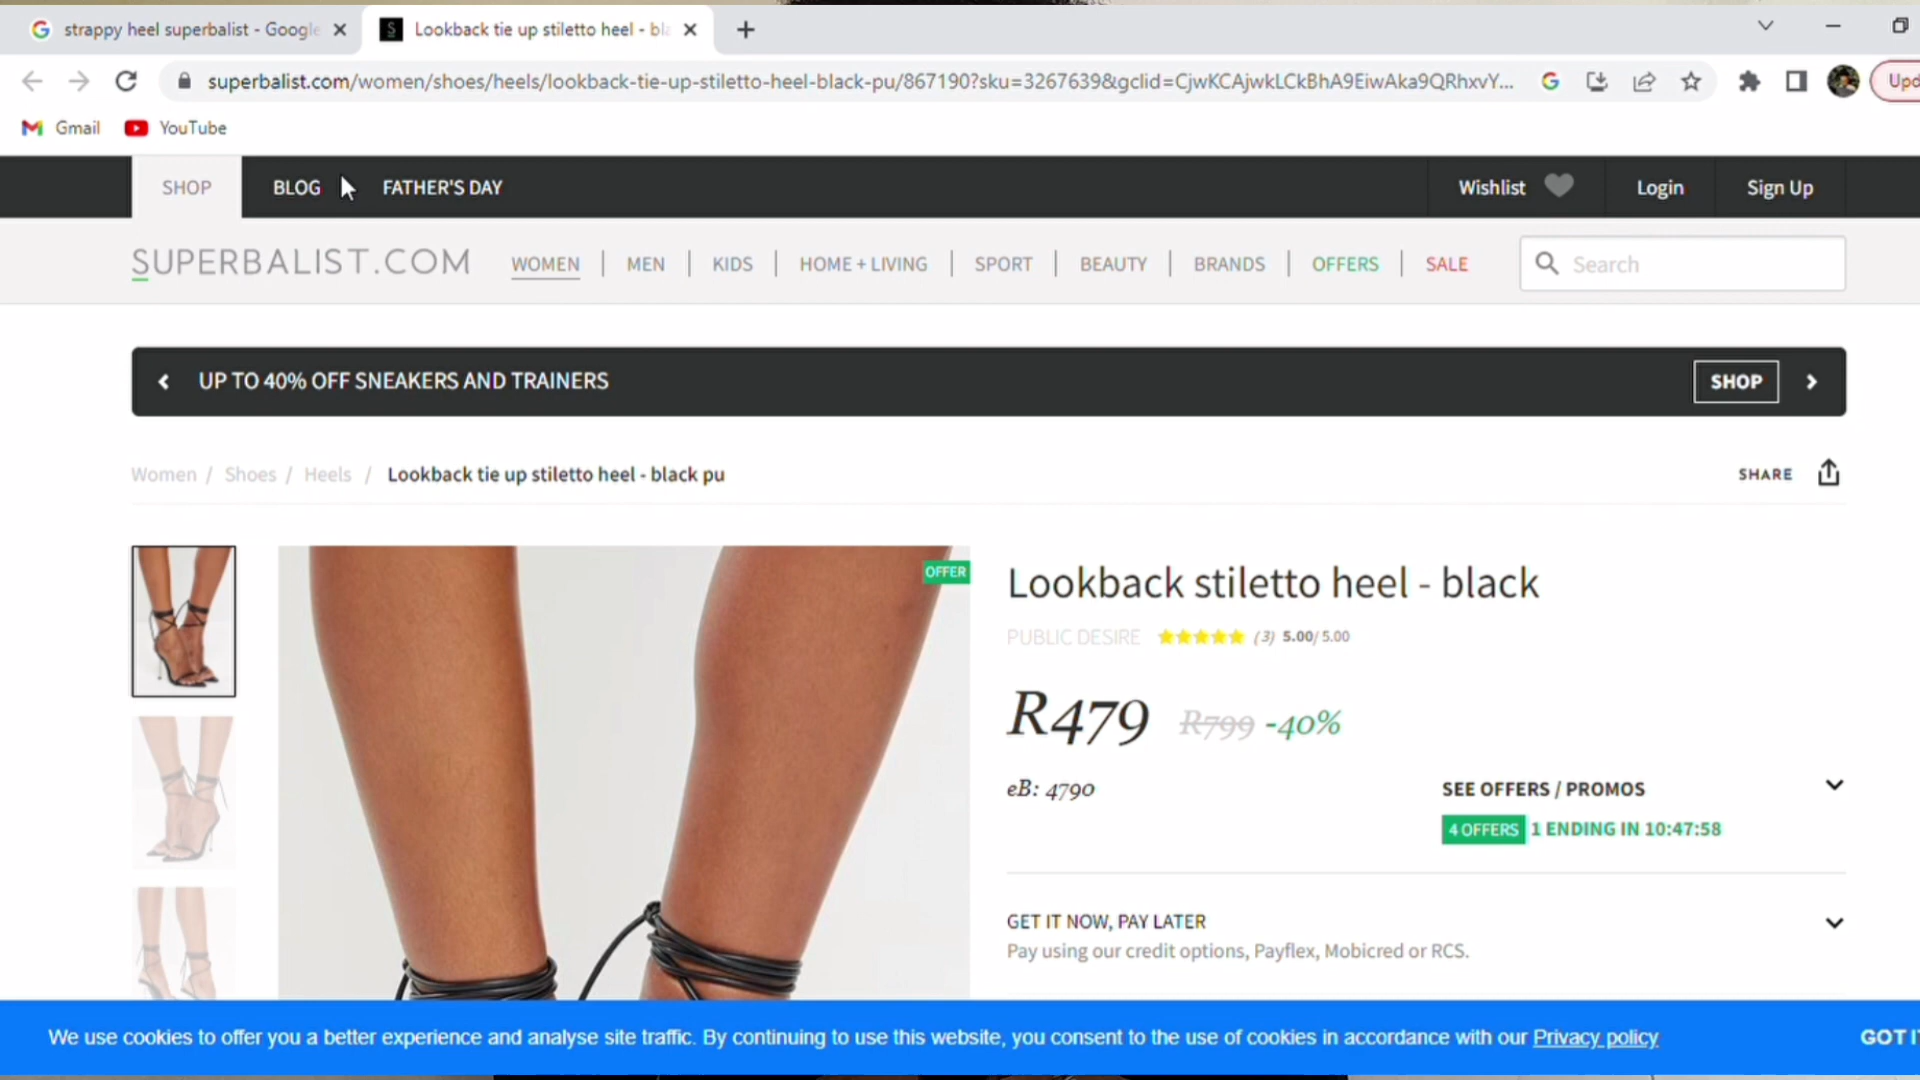 strappy heel superbalist - Google
Lookback tie up stiletto heel - bla
superbalist.com/women/shoes/heels/lookback-tie-up-stiletto-heel-black-pu/867190?sku=3267639&gclid=CjwKCAjwkLCkBhA9EiwAka9QRhxvY...
Upd
Gmail
YouTube
SHOP
BLOG
FATHER'S DAY
Wishlist
Login
Sign Up
SUPERBALIST.COM
WOMEN | MEN | KIDS | HOME + LIVING | SPORT | BEAUTY | BRANDS | OFFERS | SALE
Search
UP TO 40% OFF SNEAKERS AND TRAINERS
SHOP
Women / Shoes / Heels / Lookback tie up stiletto heel - black pu
SHARE
OFFER
Lookback stiletto heel - black
PUBLIC DESIRE (3) 5.00/ 5.00
R479 R799 -40%
eB: 4790
SEE OFFERS / PROMOS
4 OFFERS 1 ENDING IN 10:47:58
GET IT NOW, PAY LATER
Pay using our credit options, Payflex, Mobicred or RCS.
We use cookies to offer you a better experience and analyse site traffic. By continuing to use this website, you consent to the use of cookies in accordance with our Privacy policy
GOT I